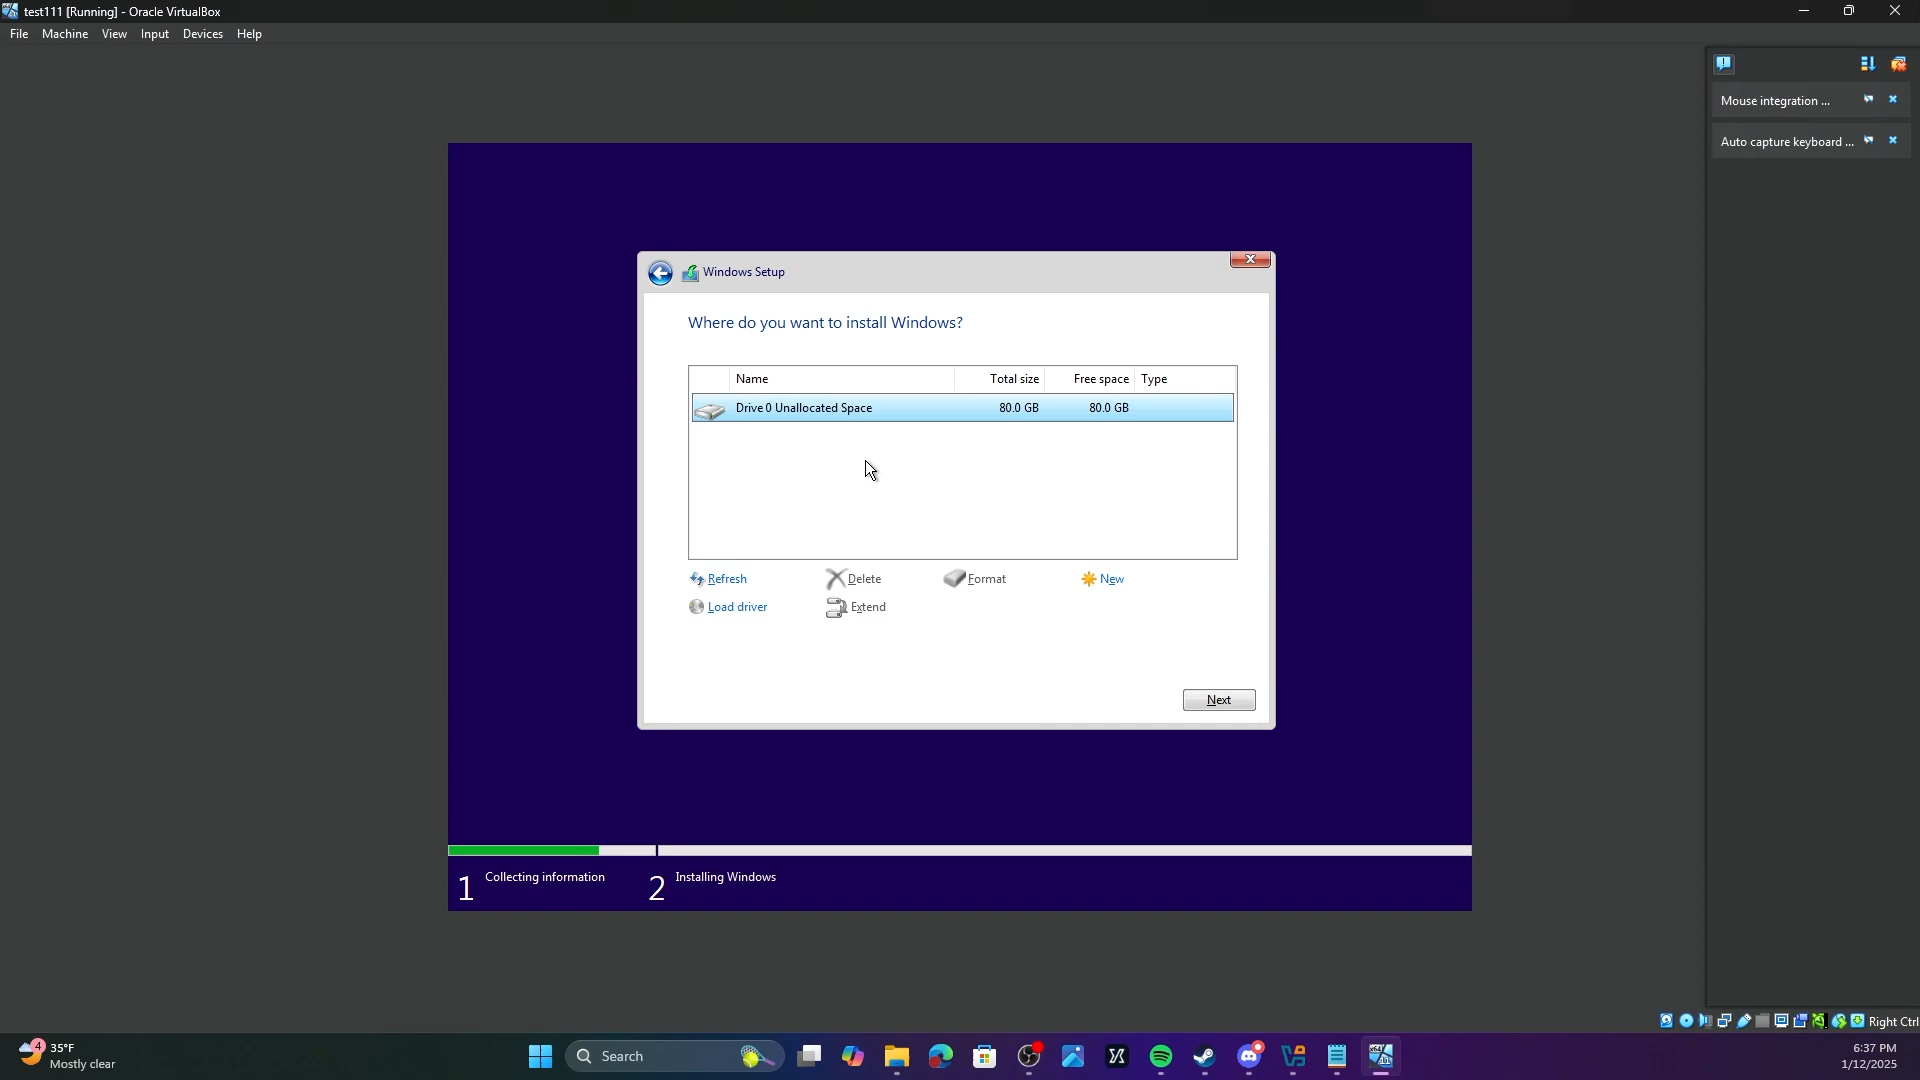 test111 [Running] - Oracle VirtualBox
File Machine View Input Devices Help
Mouse integration ...
Auto capture keyboard ...
Windows Setup
Where do you want to install Windows?
Name Total size Free space Type
Drive 0 Unallocated Space 80.0 GB 80.0 GB
Refresh Delete Format New
Load driver Extend
Next
1 Collecting information 2 Installing Windows
Right Ctrl
4
35°F
Mostly clear
Search
6:37 PM
1/12/2025